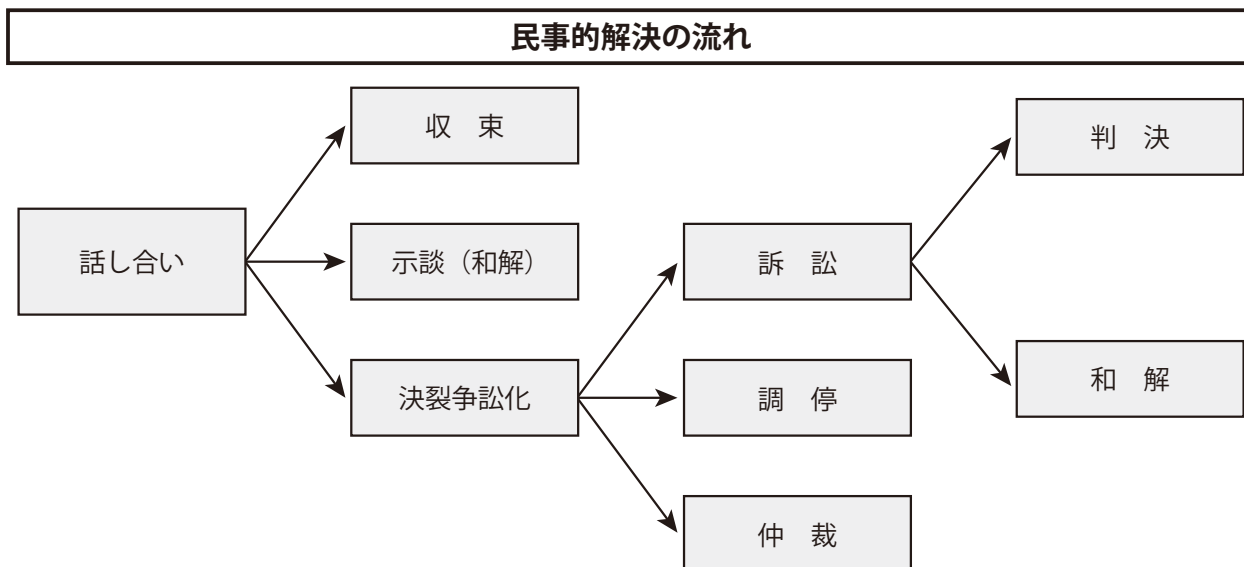 民事的解決の流れ
話し合い
収　束
示談（和解）
決裂争訟化
訴　訟
調　停
仲　裁
判　決
和　解